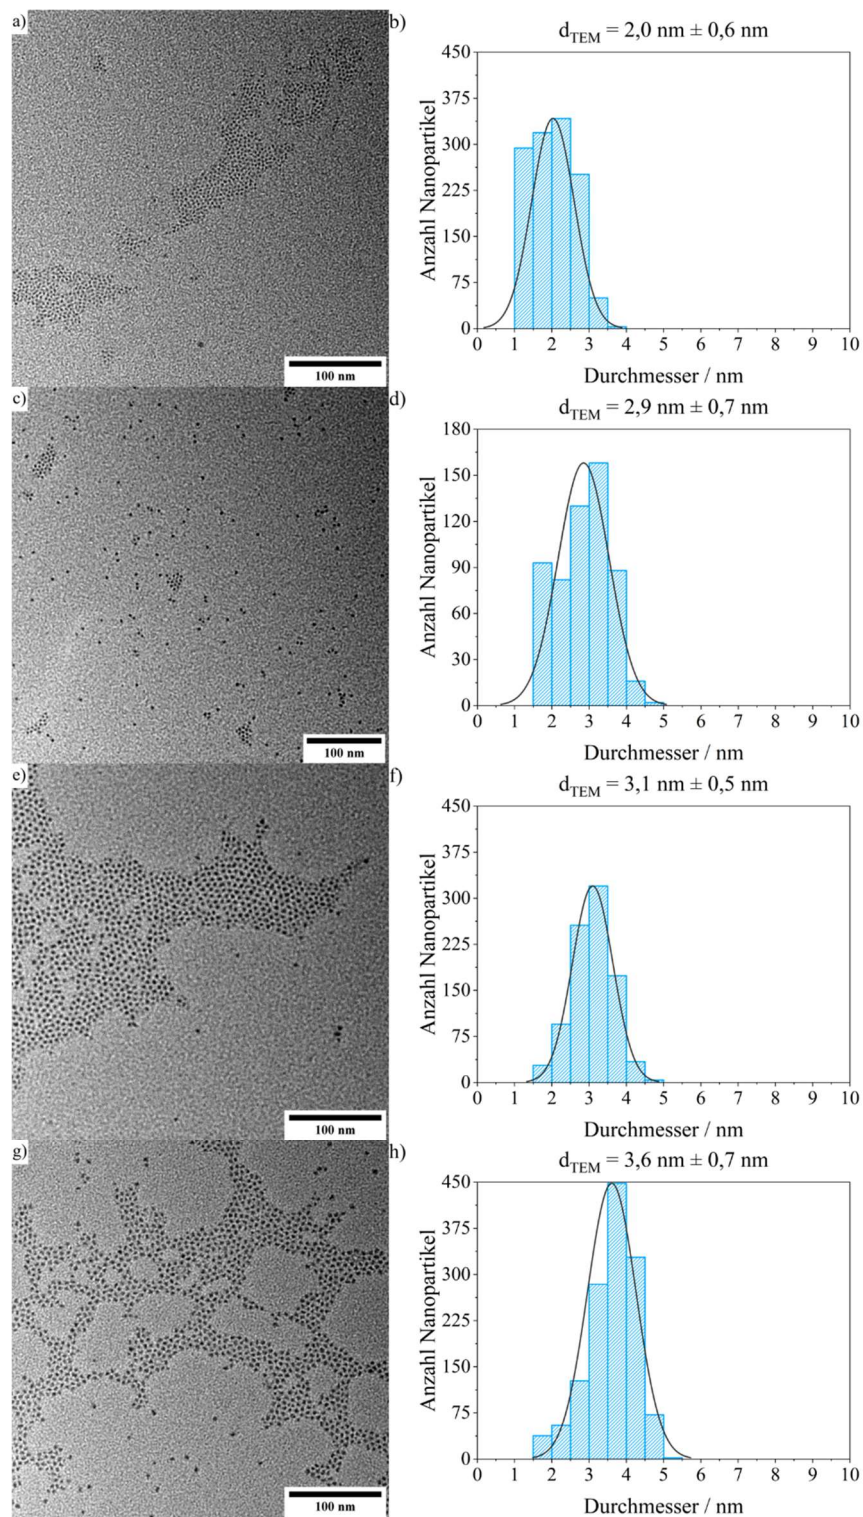 a)
100 nm
b)
d_TEM = 2,0 nm ± 0,6 nm
Anzahl Nanopartikel
450
375
300
225
150
75
0
0 1 2 3 4 5 6 7 8 9 10
Durchmesser / nm
c)
100 nm
d)
d_TEM = 2,9 nm ± 0,7 nm
Anzahl Nanopartikel
180
150
120
90
60
30
0
0 1 2 3 4 5 6 7 8 9 10
Durchmesser / nm
e)
100 nm
f)
d_TEM = 3,1 nm ± 0,5 nm
Anzahl Nanopartikel
450
375
300
225
150
75
0
0 1 2 3 4 5 6 7 8 9 10
Durchmesser / nm
g)
100 nm
h)
d_TEM = 3,6 nm ± 0,7 nm
Anzahl Nanopartikel
450
375
300
225
150
75
0
0 1 2 3 4 5 6 7 8 9 10
Durchmesser / nm